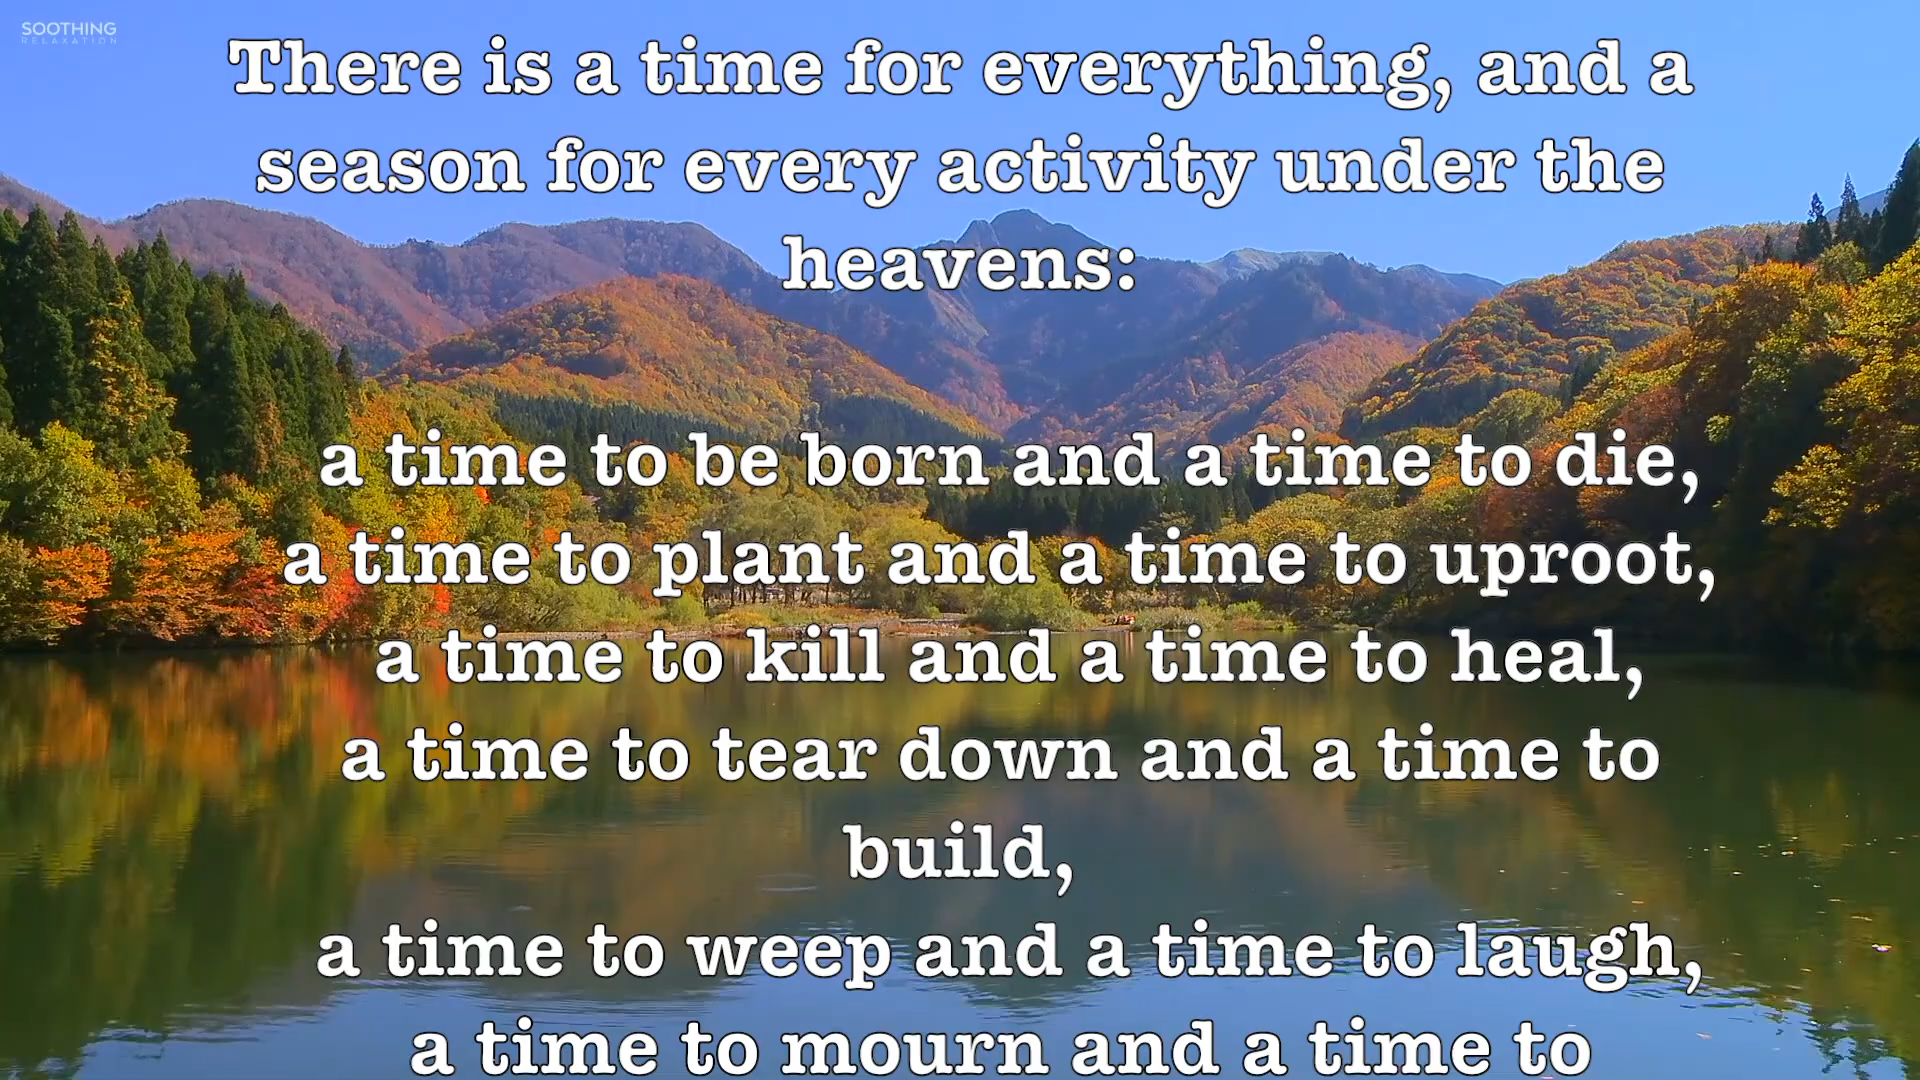 SOOTHING
RELAXATION
There is a time for everything, and a
season for every activity under the
heavens:
a time to be born and a time to die,
a time to plant and a time to uproot,
a time to kill and a time to heal,
a time to tear down and a time to
build,
a time to weep and a time to laugh,
a time to mourn and a time to